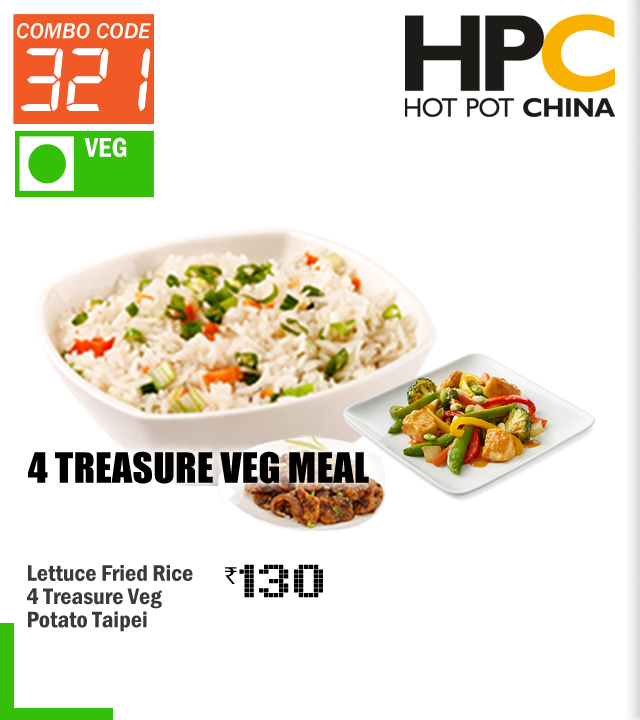 COMBO CODE
321
VEG
HPC
HOT POT CHINA
4 TREASURE VEG MEAL
Lettuce Fried Rice
4 Treasure Veg
Potato Taipei
₹130